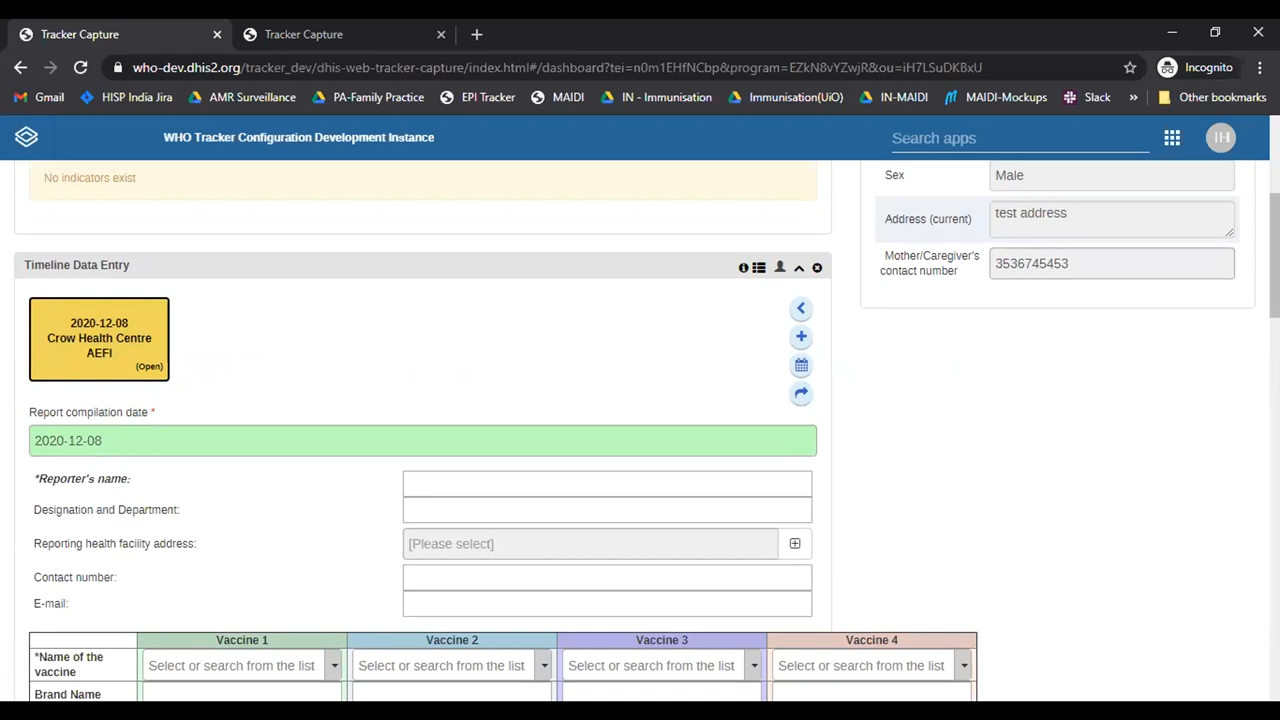 Tracker Capture
Tracker Capture
who-dev.dhis2.org/tracker_dev/dhis-web-tracker-capture/index.html#/dashboard?tei=n0m1EHfNCbp&program=EZkN8vYZwjR&ou=iH7LSuDKBxU
Incognito
Gmail
HISP India Jira
AMR Surveillance
PA-Family Practice
EPI Tracker
MAIDI
IN - Immunisation
Immunisation(UiO)
IN-MAIDI
MAIDI-Mockups
Slack
»
Other bookmarks
WHO Tracker Configuration Development Instance
Search apps
IH
No indicators exist
Sex
Male
Address (current)
test address
Mother/Caregiver's
contact number
3536745453
Timeline Data Entry
2020-12-08
Crow Health Centre
AEFI
(Open)
Report compilation date *
2020-12-08
*Reporter's name:
Designation and Department:
Reporting health facility address:
[Please select]
Contact number:
E-mail:
Vaccine 1
Vaccine 2
Vaccine 3
Vaccine 4
*Name of the
vaccine
Select or search from the list
Select or search from the list
Select or search from the list
Select or search from the list
Brand Name